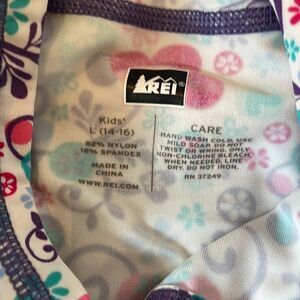 REI
Kids'
L (14-16)
82% NYLON
18% SPANDEX
MADE IN
CHINA
WWW.REI.COM
CARE
HAND WASH COLD. USE
MILD SOAP. DO NOT
TWIST OR WRING. ONLY
NON-CHLORINE BLEACH,
WHEN NEEDED. LINE
DRY. DO NOT IRON.
RN 37249